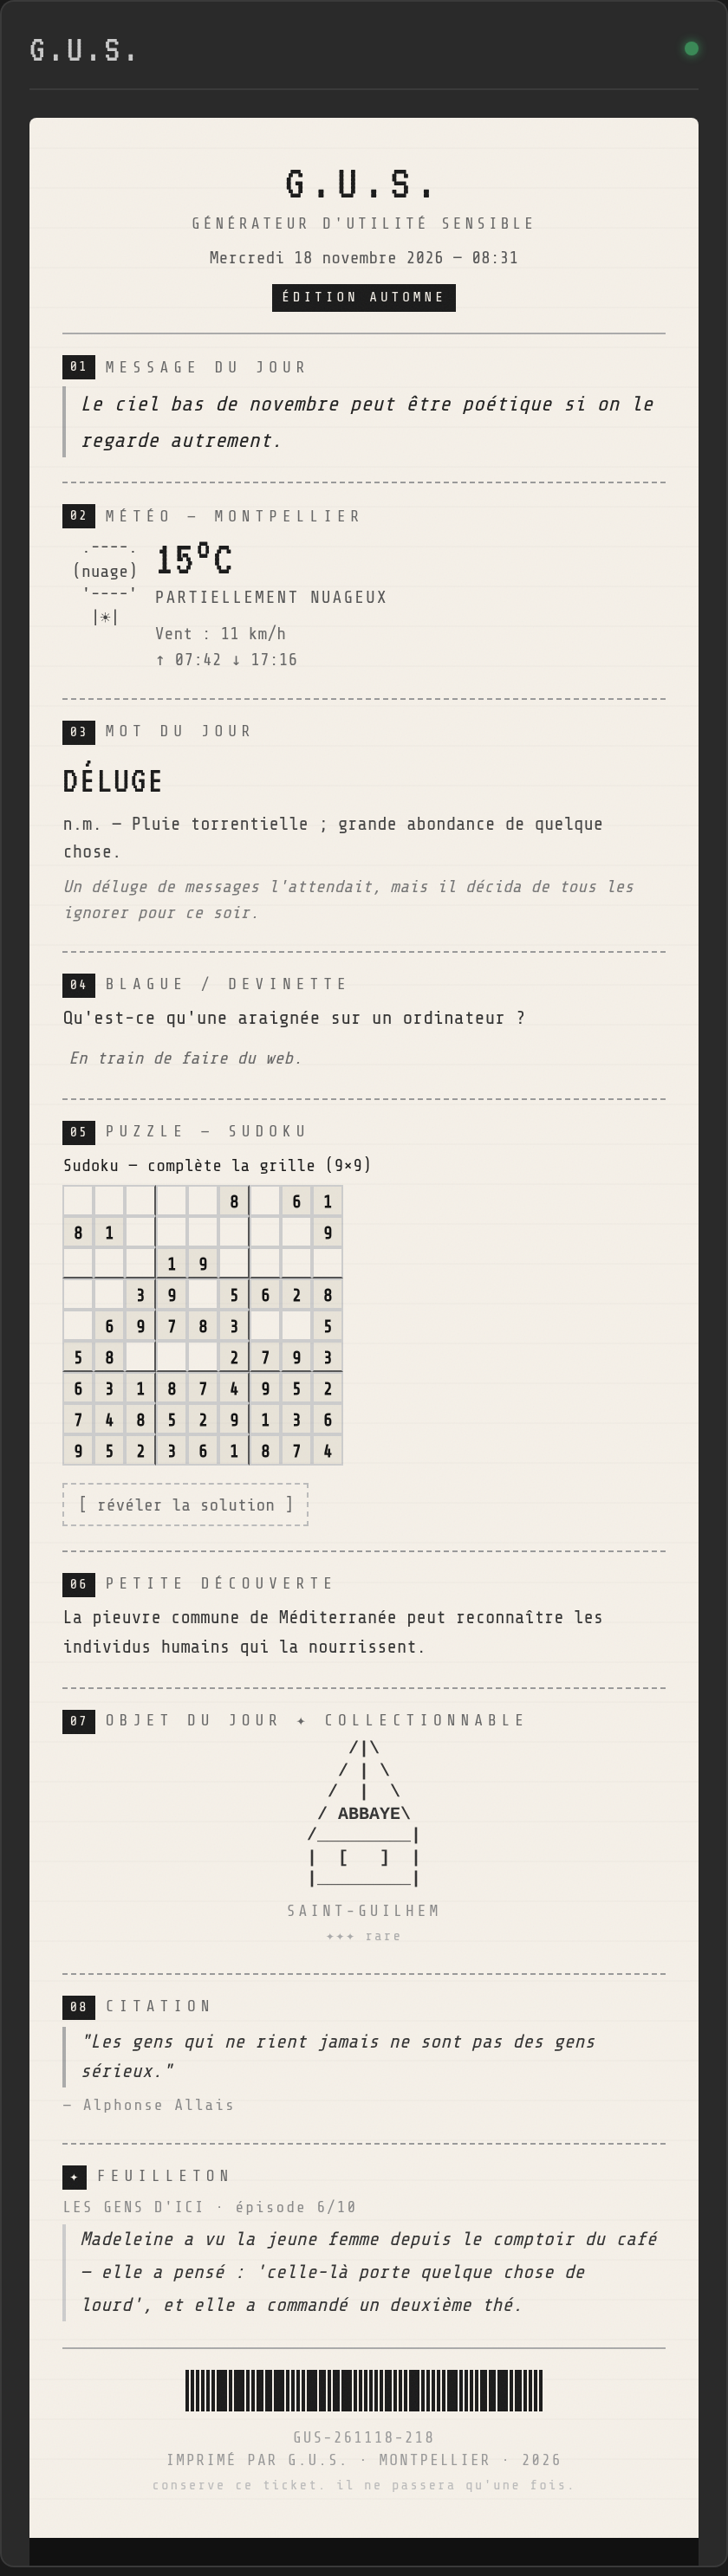 G.U.S.
G.U.S.
GÉNÉRATEUR D'UTILITÉ SENSIBLE
Mercredi 18 novembre 2026 — 08:31
ÉDITION AUTOMNE
01 MESSAGE DU JOUR
Le ciel bas de novembre peut être poétique si on le
regarde autrement.
02 MÉTÉO — MONTPELLIER
.----.
(nuage)
'----'
|☀|
15°C
PARTIELLEMENT NUAGEUX
Vent : 11 km/h
↑ 07:42 ↓ 17:16
03 MOT DU JOUR
DÉLUGE
n.m. — Pluie torrentielle ; grande abondance de quelque
chose.
Un déluge de messages l'attendait, mais il décida de tous les
ignorer pour ce soir.
04 BLAGUE / DEVINETTE
Qu'est-ce qu'une araignée sur un ordinateur ?
En train de faire du web.
05 PUZZLE — SUDOKU
Sudoku — complète la grille (9×9)
8 6 1
8 1 9
1 9
3 9 5 6 2 8
6 9 7 8 3 5
5 8 2 7 9 3
6 3 1 8 7 4 9 5 2
7 4 8 5 2 9 1 3 6
9 5 2 3 6 1 8 7 4
[ révéler la solution ]
06 PETITE DÉCOUVERTE
La pieuvre commune de Méditerranée peut reconnaître les
individus humains qui la nourrissent.
07 OBJET DU JOUR ✦ COLLECTIONNABLE
/|\
/ | \
/  |  \
/ ABBAYE\
/_________|
|  [   ]  |
|_________|
SAINT-GUILHEM
✦✦✦ rare
08 CITATION
"Les gens qui ne rient jamais ne sont pas des gens
sérieux."
— Alphonse Allais
✦ FEUILLETON
LES GENS D'ICI · épisode 6/10
Madeleine a vu la jeune femme depuis le comptoir du café
— elle a pensé : 'celle-là porte quelque chose de
lourd', et elle a commandé un deuxième thé.
GUS-261118-218
IMPRIMÉ PAR G.U.S. · MONTPELLIER · 2026
conserve ce ticket. il ne passera qu'une fois.